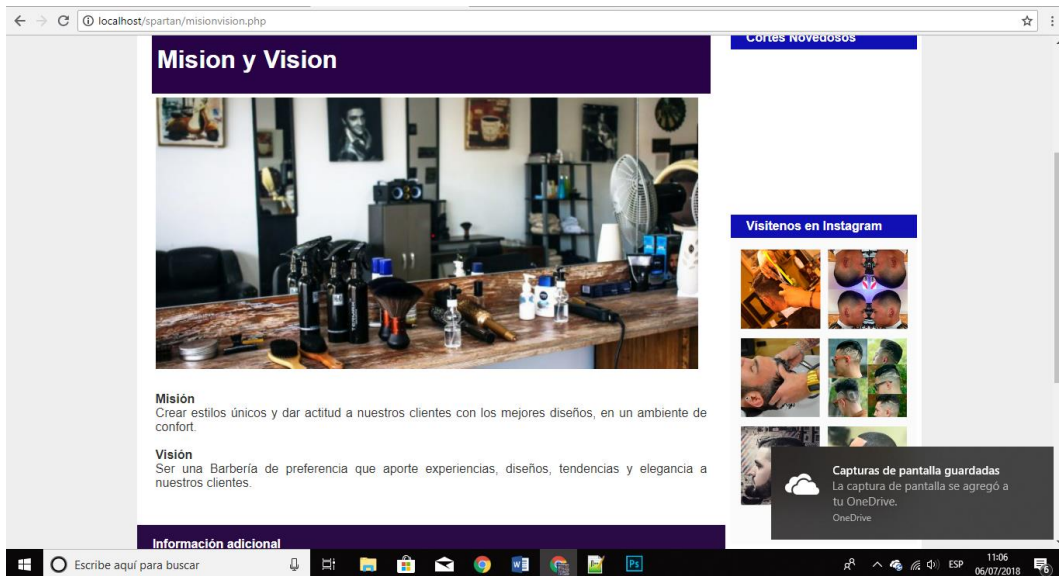 localhost/spartan/misionvision.php
Mision y Vision
Cortes Novedosos
Visitenos en Instagram
Misión
Crear estilos únicos y dar actitud a nuestros clientes con los mejores diseños, en un ambiente de
confort.
Visión
Ser una Barbería de preferencia que aporte experiencias, diseños, tendencias y elegancia a
nuestros clientes.
Información adicional
Capturas de pantalla guardadas
La captura de pantalla se agregó a
tu OneDrive.
OneDrive
Escribe aquí para buscar
ESP
11:06
06/07/2018
6